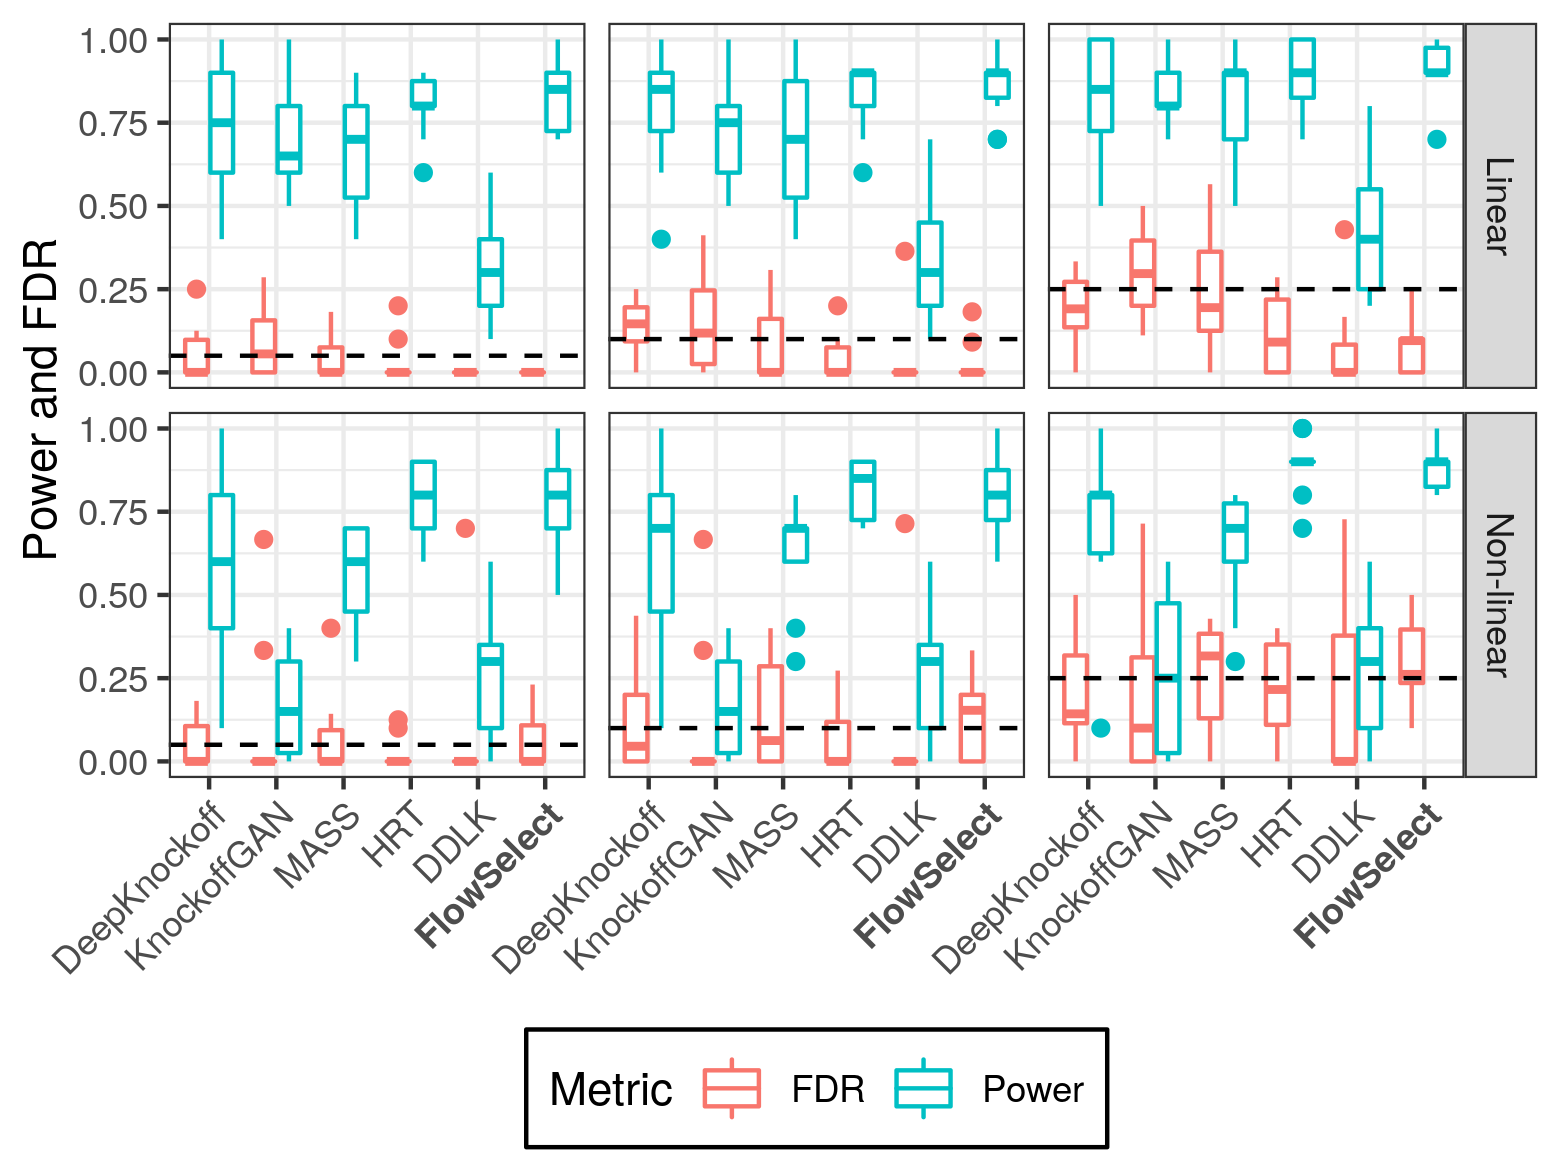 Power and FDR
1.00
0.75
0.50
0.25
0.00
Linear
1.00
0.75
0.50
0.25
0.00
Non-linear
DeepKnockoff
KnockoffGAN
MASS
HRT
DDLK
FlowSelect
DeepKnockoff
KnockoffGAN
MASS
HRT
DDLK
FlowSelect
DeepKnockoff
KnockoffGAN
MASS
HRT
DDLK
FlowSelect
Metric FDR Power